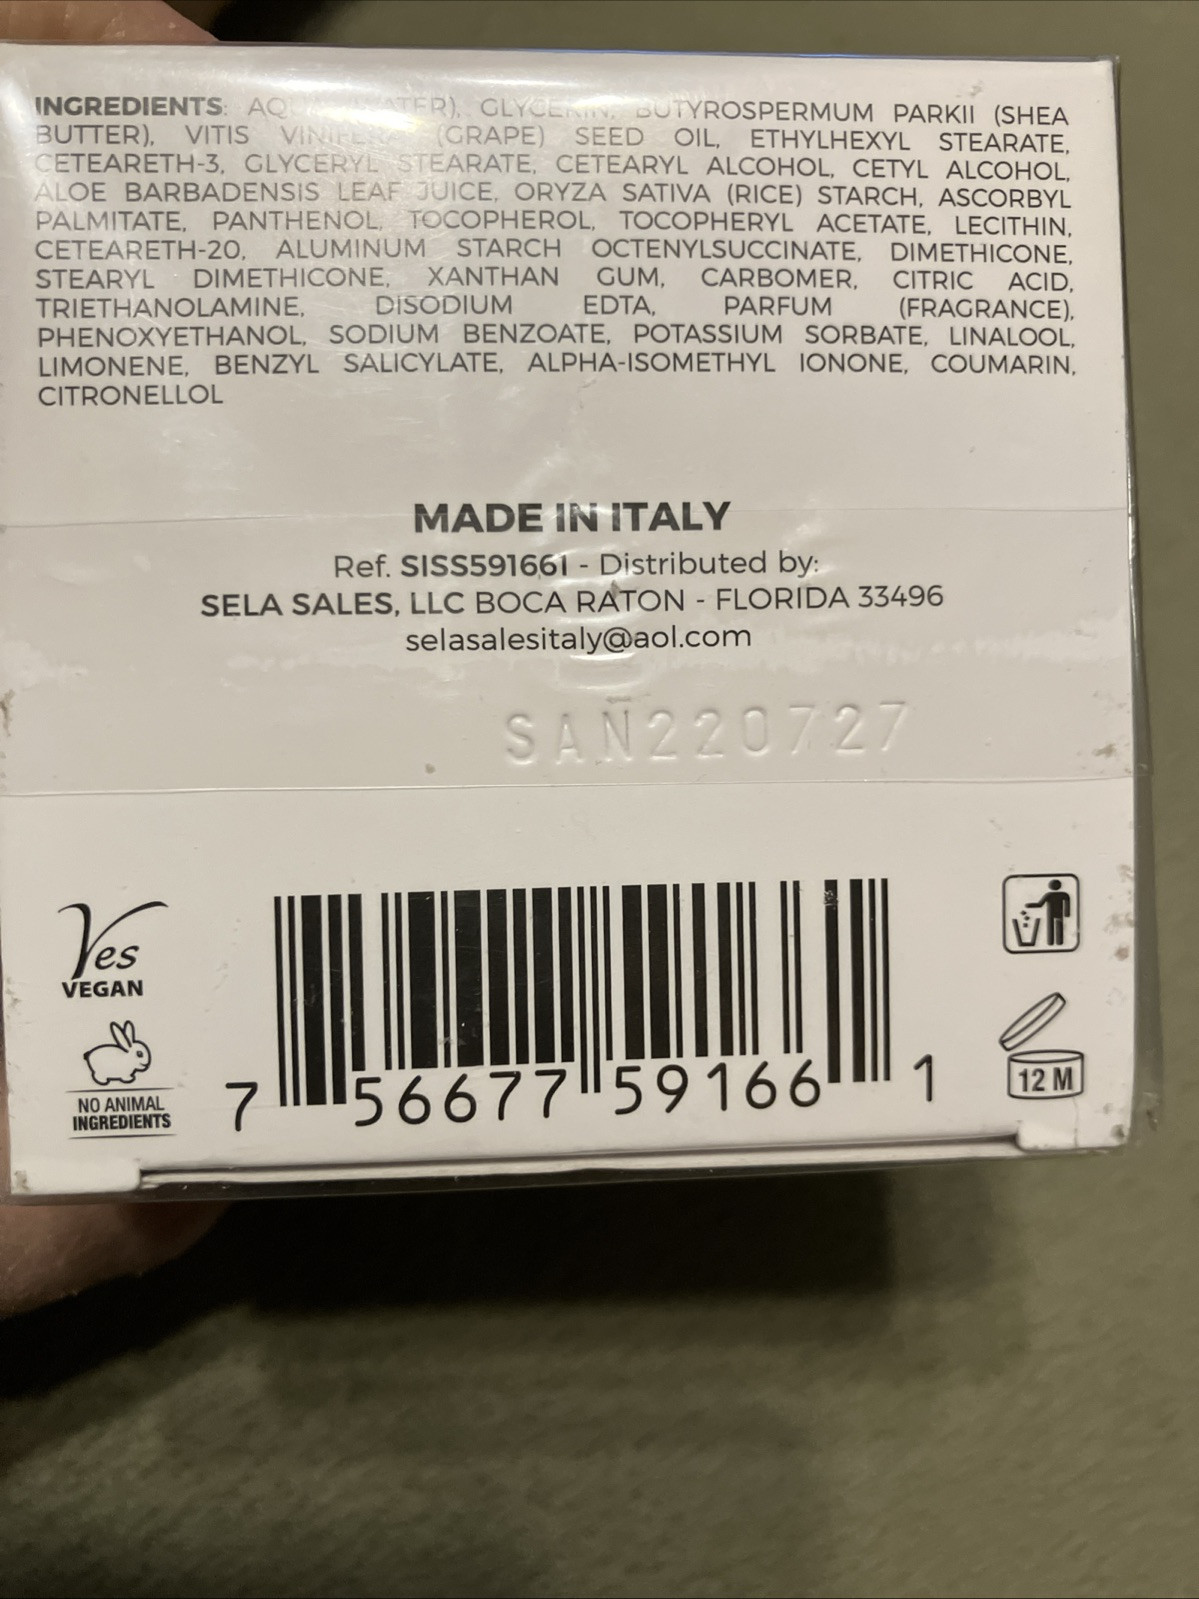 INGREDIENTS: AQUA (WATER), GLYCERIN, BUTYROSPERMUM PARKII (SHEA
BUTTER), VITIS VINIFERA (GRAPE) SEED OIL, ETHYLHEXYL STEARATE,
CETEARETH-3, GLYCERYL STEARATE, CETEARYL ALCOHOL, CETYL ALCOHOL,
ALOE BARBADENSIS LEAF JUICE, ORYZA SATIVA (RICE) STARCH, ASCORBYL
PALMITATE, PANTHENOL, TOCOPHEROL, TOCOPHERYL ACETATE, LECITHIN,
CETEARETH-20, ALUMINUM STARCH OCTENYLSUCCINATE, DIMETHICONE,
STEARYL DIMETHICONE, XANTHAN GUM, CARBOMER, CITRIC ACID,
TRIETHANOLAMINE, DISODIUM EDTA, PARFUM (FRAGRANCE),
PHENOXYETHANOL, SODIUM BENZOATE, POTASSIUM SORBATE, LINALOOL,
LIMONENE, BENZYL SALICYLATE, ALPHA-ISOMETHYL IONONE, COUMARIN,
CITRONELLOL
MADE IN ITALY
Ref. SISS59166I - Distributed by:
SELA SALES, LLC BOCA RATON - FLORIDA 33496
selasalesitaly@aol.com
SAÑ220727
Yes
VEGAN
NO ANIMAL
INGREDIENTS
7 56677 59166 1
12 M